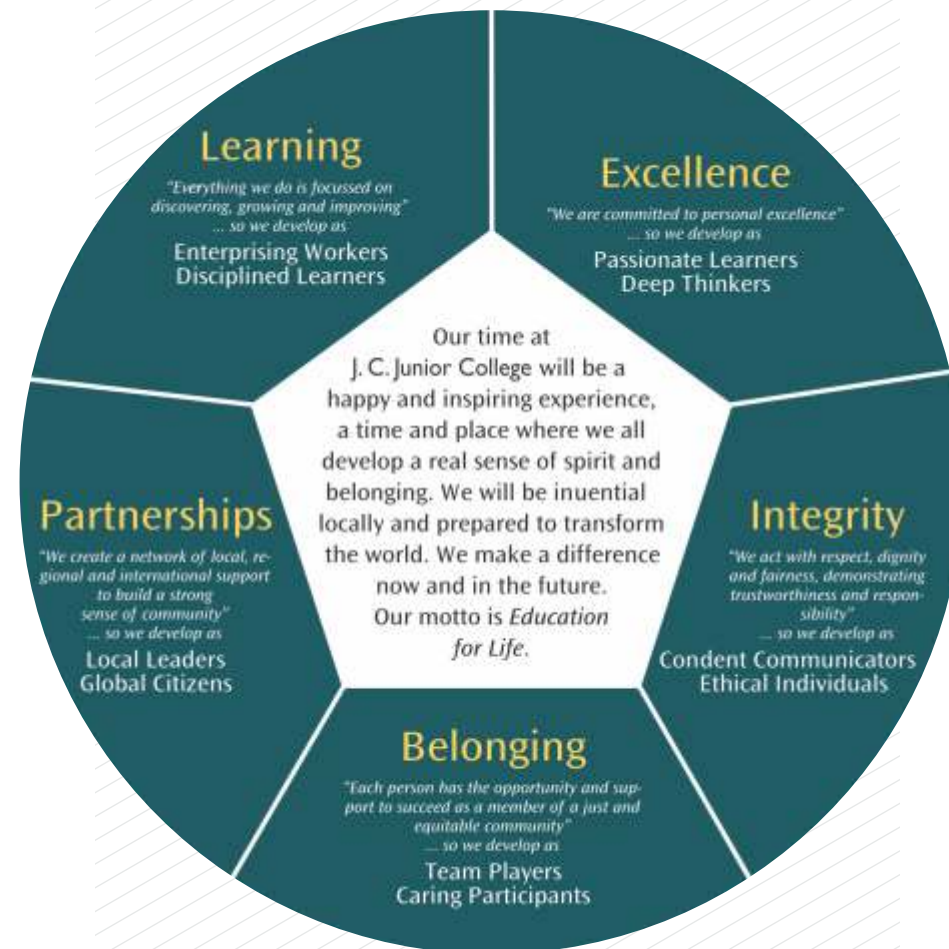 Learning
"Everything we do is focussed on
discovering, growing and improving"
... so we develop as
Enterprising Workers
Disciplined Learners
Excellence
"We are committed to personal excellence"
... so we develop as
Passionate Learners
Deep Thinkers
Our time at
J. C. Junior College will be a
happy and inspiring experience,
a time and place where we all
develop a real sense of spirit and
belonging. We will be inuential
locally and prepared to transform
the world. We make a difference
now and in the future.
Our motto is Education
for Life.
Partnerships
"We create a network of local, re-
gional and international support
to build a strong
sense of community"
... so we develop as
Local Leaders
Global Citizens
Integrity
"We act with respect, dignity
and fairness, demonstrating
trustworthiness and respon-
sibility"
... so we develop as
Condent Communicators
Ethical Individuals
Belonging
"Each person has the opportunity and sup-
port to succeed as a member of a just and
equitable community"
... so we develop as
Team Players
Caring Participants